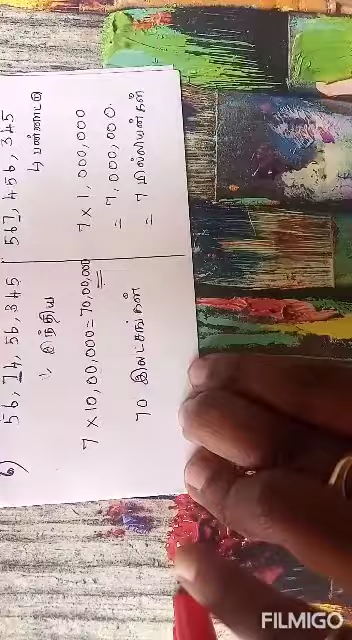 6) 56,74,56,345
i, இந்திய
7 × 10,00,000 = 70,00,000
70 இலட்சங்கள்
567,456,345
7 × 1,000,000
= 7,000,000.
= 7 மில்லியன்கள்
FILMIGO